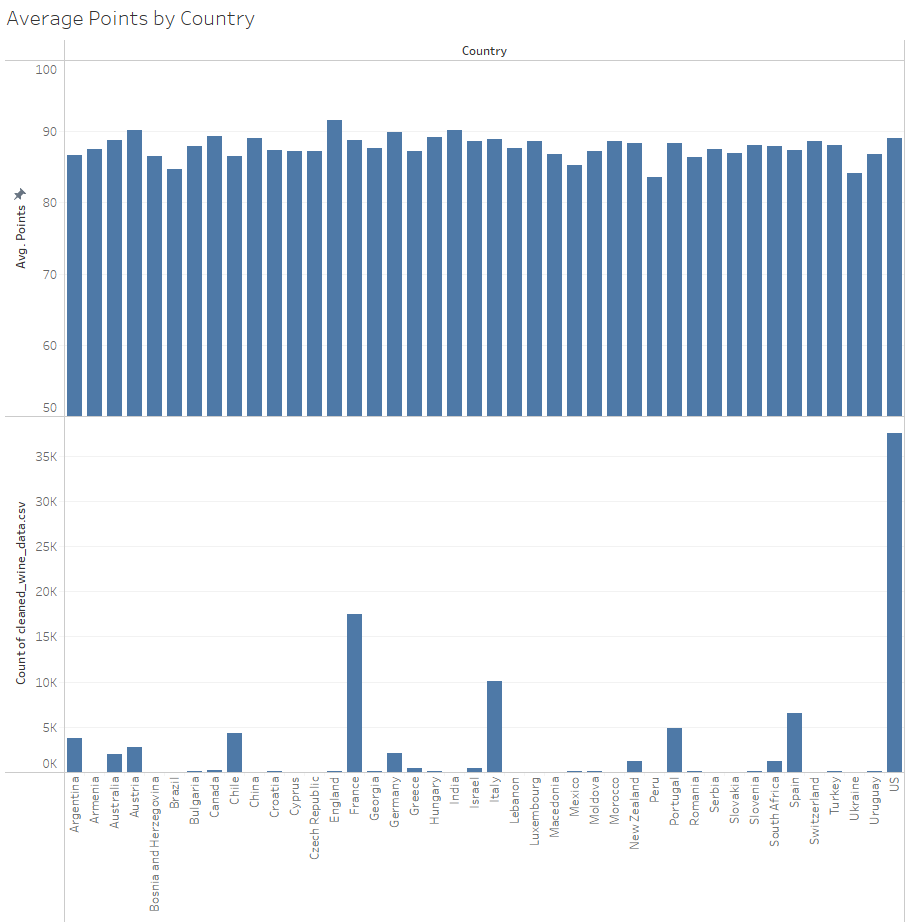 Average Points by Country
Country
100
90
80
70
60
50
Avg. Points
35K
30K
25K
20K
15K
10K
5K
0K
Count of cleaned_wine_data.csv
Argentina
Armenia
Australia
Austria
Bosnia and Herzegovina
Brazil
Bulgaria
Canada
Chile
China
Croatia
Cyprus
Czech Republic
England
France
Georgia
Germany
Greece
Hungary
India
Israel
Italy
Lebanon
Luxembourg
Macedonia
Mexico
Moldova
Morocco
New Zealand
Peru
Portugal
Romania
Serbia
Slovakia
Slovenia
South Africa
Spain
Switzerland
Turkey
Ukraine
Uruguay
US